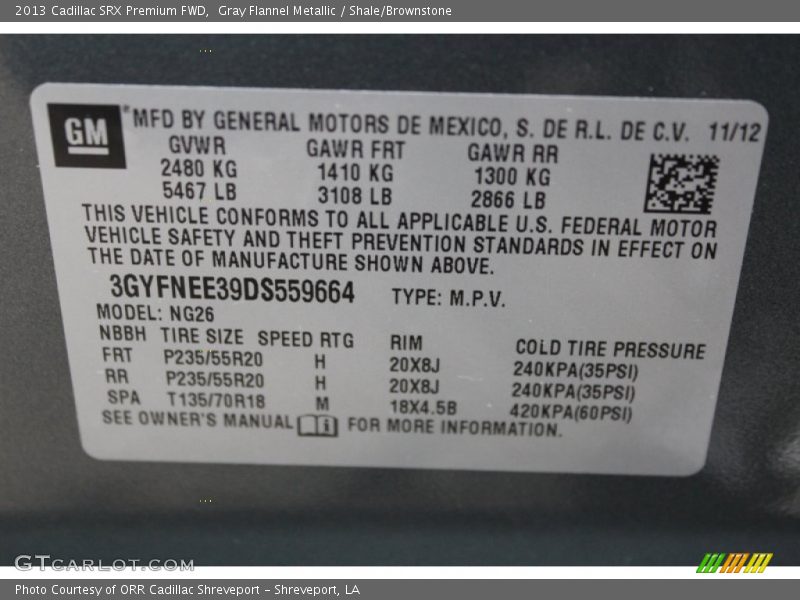 2013 Cadillac SRX Premium FWD, Gray Flannel Metallic / Shale/Brownstone
GM *MFD BY GENERAL MOTORS DE MEXICO, S. DE R.L. DE C.V. 11/12
GVWR GAWR FRT GAWR RR
2480 KG 1410 KG 1300 KG
5467 LB 3108 LB 2866 LB
THIS VEHICLE CONFORMS TO ALL APPLICABLE U.S. FEDERAL MOTOR
VEHICLE SAFETY AND THEFT PREVENTION STANDARDS IN EFFECT ON
THE DATE OF MANUFACTURE SHOWN ABOVE.
3GYFNEE39DS559664 TYPE: M.P.V.
MODEL: NG26
NBBH TIRE SIZE SPEED RTG RIM COLD TIRE PRESSURE
FRT P235/55R20 H 20X8J 240KPA(35PSI)
RR P235/55R20 H 20X8J 240KPA(35PSI)
SPA T135/70R18 M 18X4.5B 420KPA(60PSI)
SEE OWNER'S MANUAL i FOR MORE INFORMATION.
GTCARLOT.COM
Photo Courtesy of ORR Cadillac Shreveport - Shreveport, LA